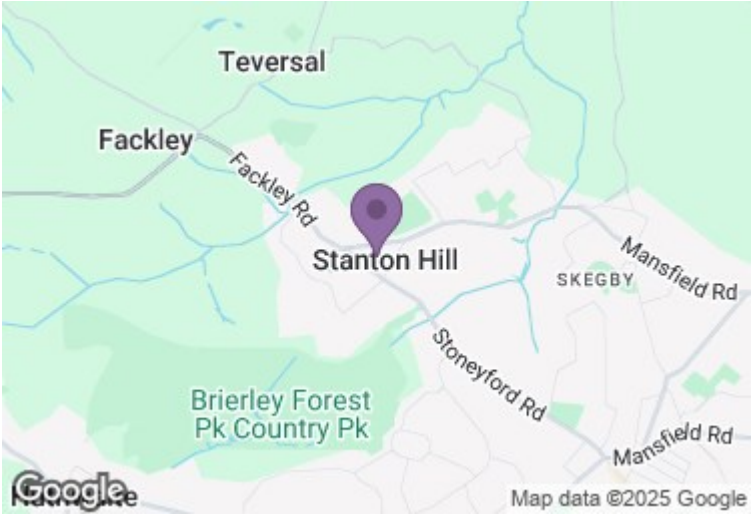 Teversal
Fackley
Fackley Rd
Stanton Hill
SKEGBY
Mansfield Rd
Stoneyford Rd
Brierley Forest
Pk Country Pk
Mansfield Rd
Google
Map data ©2025 Google